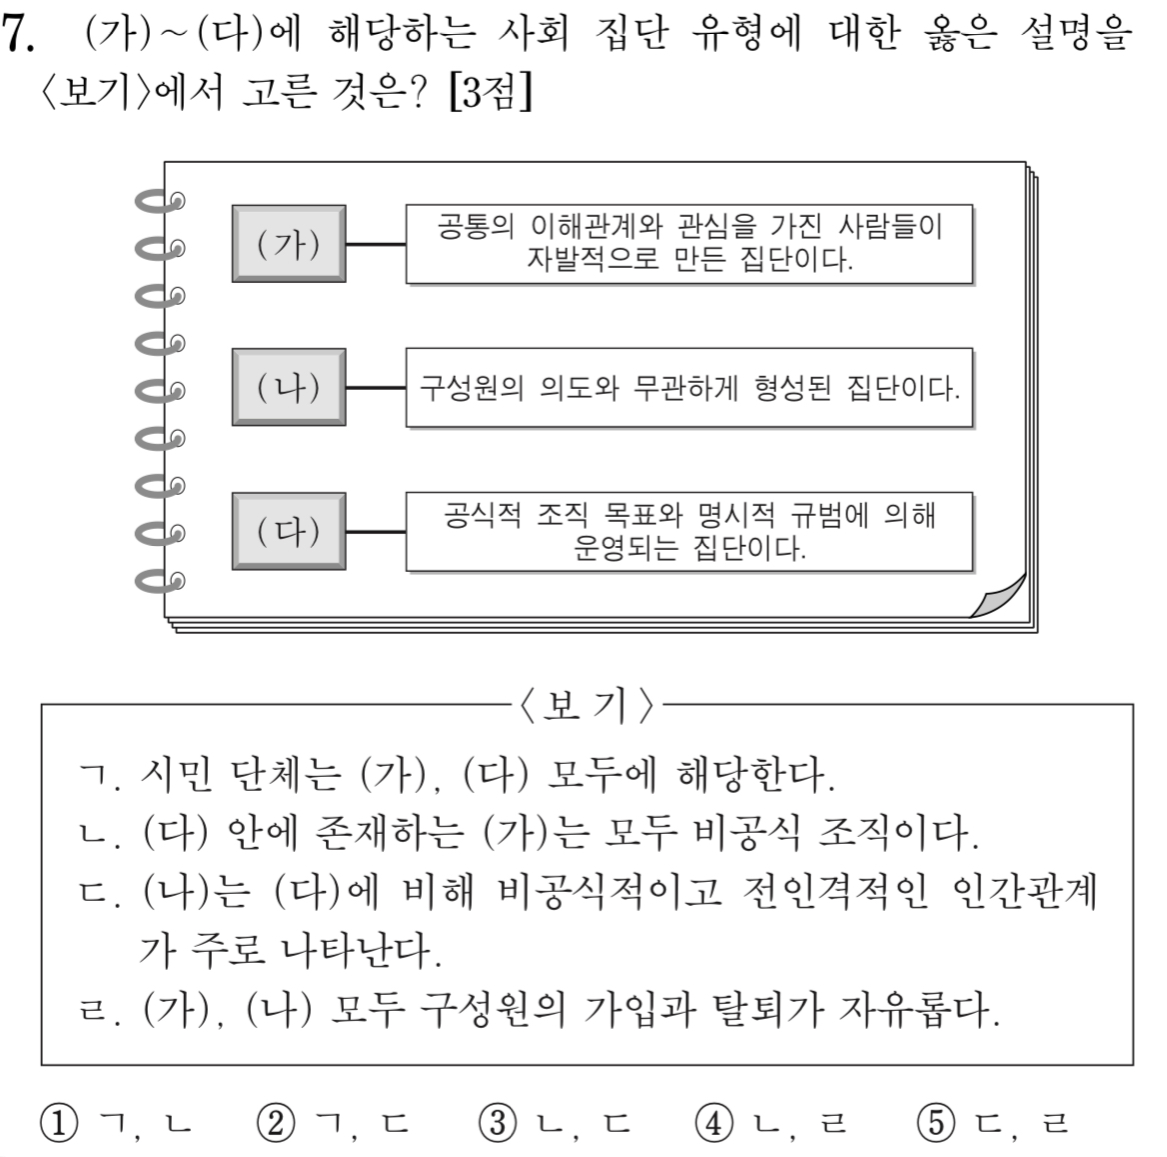 7. (가)~(다)에 해당하는 사회 집단 유형에 대한 옳은 설명을
<보기>에서 고른 것은? [3점]
(가) 공통의 이해관계와 관심을 가진 사람들이
자발적으로 만든 집단이다.
(나) 구성원의 의도와 무관하게 형성된 집단이다.
(다) 공식적 조직 목표와 명시적 규범에 의해
운영되는 집단이다.
<보 기>
ㄱ. 시민 단체는 (가), (다) 모두에 해당한다.
ㄴ. (다) 안에 존재하는 (가)는 모두 비공식 조직이다.
ㄷ. (나)는 (다)에 비해 비공식적이고 전인격적인 인간관계
가 주로 나타난다.
ㄹ. (가), (나) 모두 구성원의 가입과 탈퇴가 자유롭다.
① ㄱ, ㄴ ② ㄱ, ㄷ ③ ㄴ, ㄷ ④ ㄴ, ㄹ ⑤ ㄷ, ㄹ